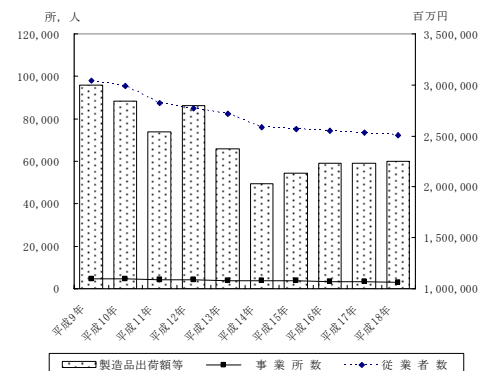 所，人 百万円
120,000 3,500,000
100,000 3,000,000
80,000 2,500,000
60,000 2,000,000
40,000
20,000 1,500,000
0 1,000,000
平成9年 平成10年 平成11年 平成12年 平成13年 平成14年 平成15年 平成16年 平成17年 平成18年
製造品出荷額等 事業所数 従業者数